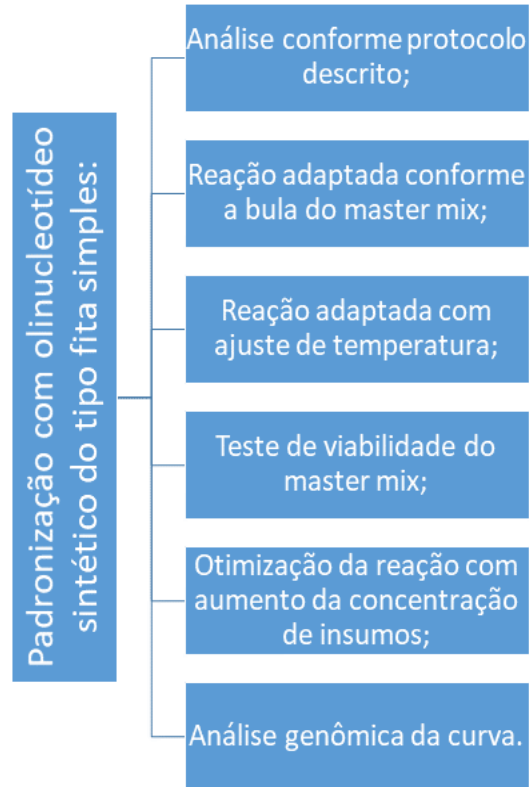 Padronização com olinucleotídeo
sintético do tipo fita simples:
Análise conforme protocolo
descrito;
Reação adaptada conforme
a bula do master mix;
Reação adaptada com
ajuste de temperatura;
Teste de viabilidade do
master mix;
Otimização da reação com
aumento da concentração
de insumos;
Análise genômica da curva.